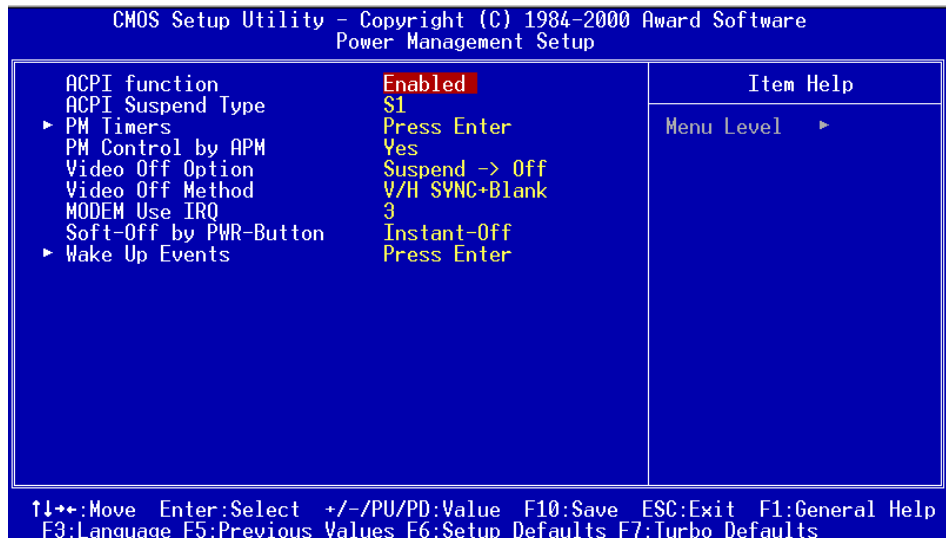 CMOS Setup Utility – Copyright (C) 1984-2000 Award Software
Power Management Setup
ACPI function Enabled
ACPI Suspend Type S1
► PM Timers Press Enter
PM Control by APM Yes
Video Off Option Suspend -> Off
Video Off Method V/H SYNC+Blank
MODEM Use IRQ 3
Soft-Off by PWR-Button Instant-Off
► Wake Up Events Press Enter
Item Help
Menu Level ►
↑↓→←:Move Enter:Select +/-/PU/PD:Value F10:Save ESC:Exit F1:General Help
F3:Language F5:Previous Values F6:Setup Defaults F7:Turbo Defaults